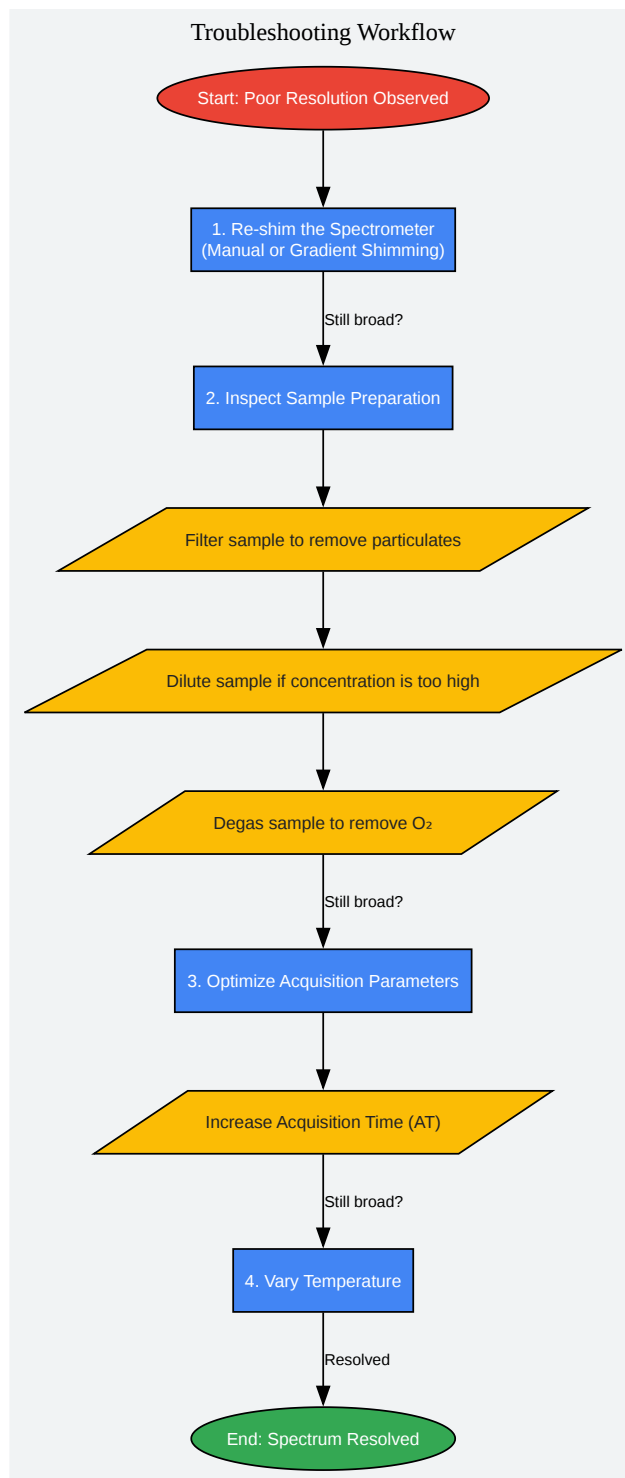 Troubleshooting Workflow
Start: Poor Resolution Observed
1. Re-shim the Spectrometer
(Manual or Gradient Shimming)
Still broad?
2. Inspect Sample Preparation
Filter sample to remove particulates
Dilute sample if concentration is too high
Degas sample to remove O₂
Still broad?
3. Optimize Acquisition Parameters
Increase Acquisition Time (AT)
Still broad?
4. Vary Temperature
Resolved
End: Spectrum Resolved